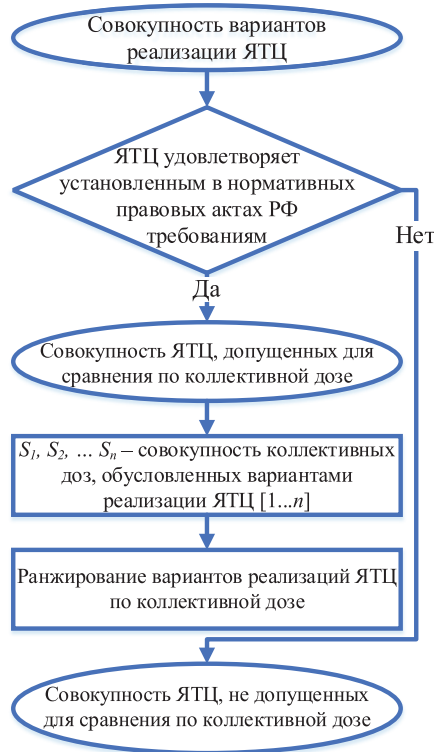 Совокупность вариантов
реализации ЯТЦ
ЯТЦ удовлетворяет
установленным в нормативных
правовых актах РФ
требованиям
Нет
Да
Совокупность ЯТЦ, допущенных для
сравнения по коллективной дозе
S1, S2, ... Sn – совокупность коллективных
доз, обусловленных вариантами
реализации ЯТЦ [1...n]
Ранжирование вариантов реализаций ЯТЦ
по коллективной дозе
Совокупность ЯТЦ, не допущенных
для сравнения по коллективной дозе